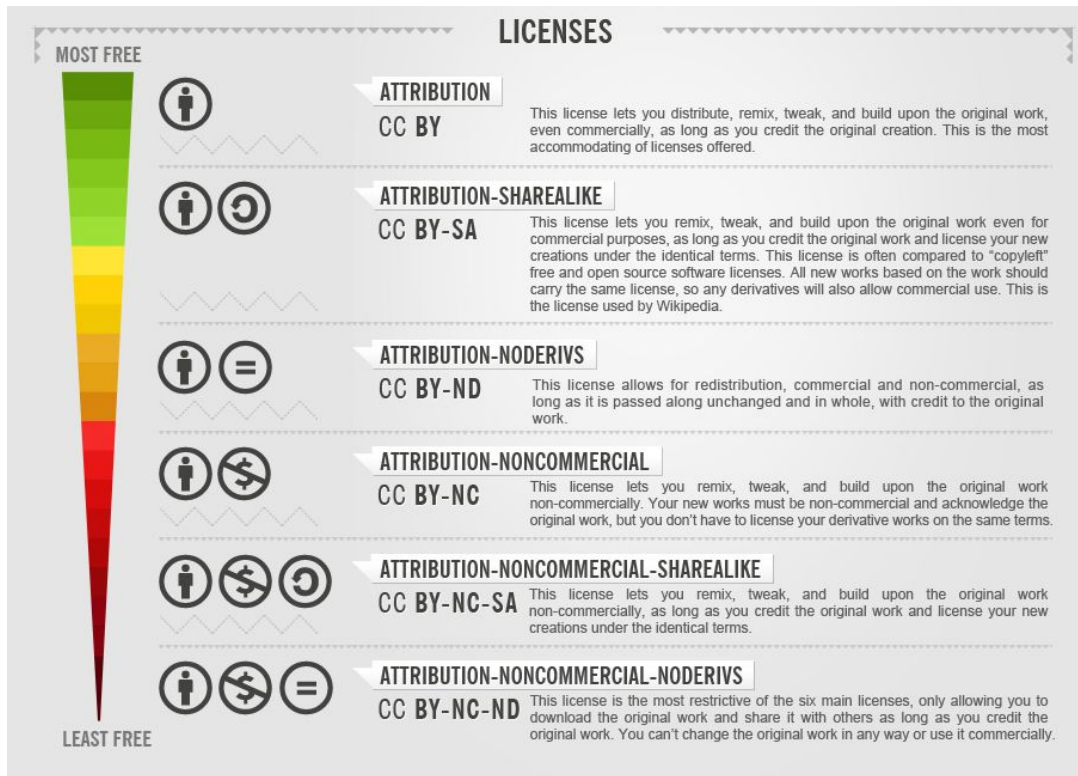 LICENSES
MOST FREE
ATTRIBUTION
CC BY
This license lets you distribute, remix, tweak, and build upon the original work,
even commercially, as long as you credit the original creation. This is the most
accommodating of licenses offered.
ATTRIBUTION-SHAREALIKE
CC BY-SA
This license lets you remix, tweak, and build upon the original work even for
commercial purposes, as long as you credit the original work and license your new
creations under the identical terms. This license is often compared to “copyleft”
free and open source software licenses. All new works based on the work should
carry the same license, so any derivatives will also allow commercial use. This is
the license used by Wikipedia.
ATTRIBUTION-NODERIVS
CC BY-ND
This license allows for redistribution, commercial and non-commercial, as
long as it is passed along unchanged and in whole, with credit to the original
work.
ATTRIBUTION-NONCOMMERCIAL
CC BY-NC
This license lets you remix, tweak, and build upon the original work
non-commercially. Your new works must be non-commercial and acknowledge the
original work, but you don’t have to license your derivative works on the same terms.
ATTRIBUTION-NONCOMMERCIAL-SHAREALIKE
CC BY-NC-SA
This license lets you remix, tweak, and build upon the original work
non-commercially, as long as you credit the original work and license your new
creations under the identical terms.
ATTRIBUTION-NONCOMMERCIAL-NODERIVS
CC BY-NC-ND
This license is the most restrictive of the six main licenses, only allowing you to
download the original work and share it with others as long as you credit the
original work. You can’t change the original work in any way or use it commercially.
LEAST FREE